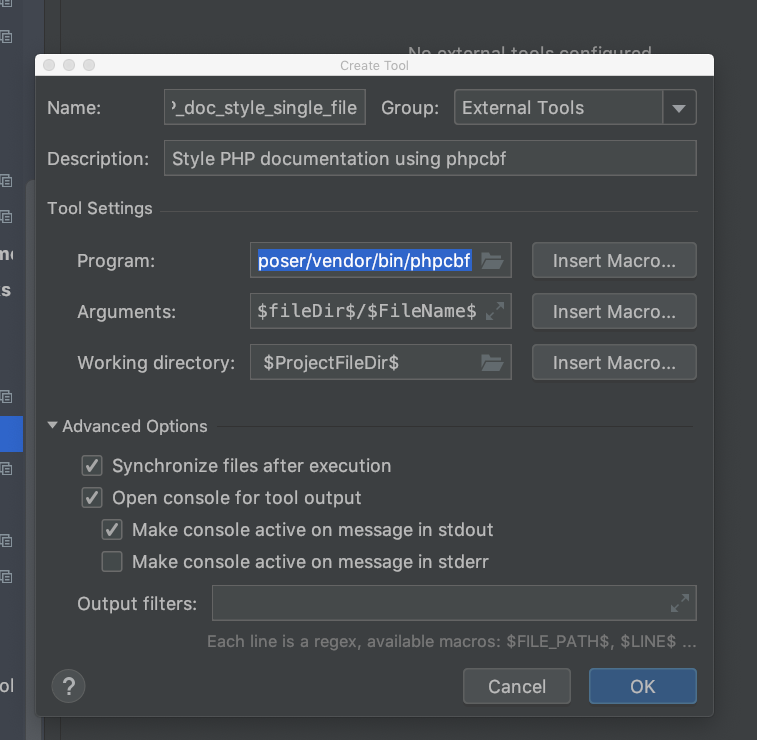 No external tools configured
Create Tool
Name: P_doc_style_single_file Group: External Tools
Description: Style PHP documentation using phpcbf
Tool Settings
Program: poser/vendor/bin/phpcbf Insert Macro...
Arguments: $fileDir$/$FileName$ Insert Macro...
Working directory: $ProjectFileDir$ Insert Macro...
Advanced Options
Synchronize files after execution
Open console for tool output
Make console active on message in stdout
Make console active on message in stderr
Output filters:
Each line is a regex, available macros: $FILE_PATH$, $LINE$ ...
? Cancel OK